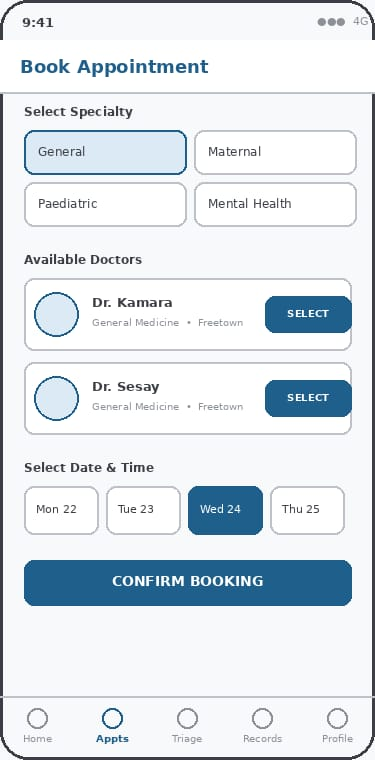 9:41 ●●● 4G
Book Appointment
Select Specialty
General Maternal
Paediatric Mental Health
Available Doctors
Dr. Kamara
General Medicine • Freetown
SELECT
Dr. Sesay
General Medicine • Freetown
SELECT
Select Date & Time
Mon 22 Tue 23 Wed 24 Thu 25
CONFIRM BOOKING
Home Appts Triage Records Profile